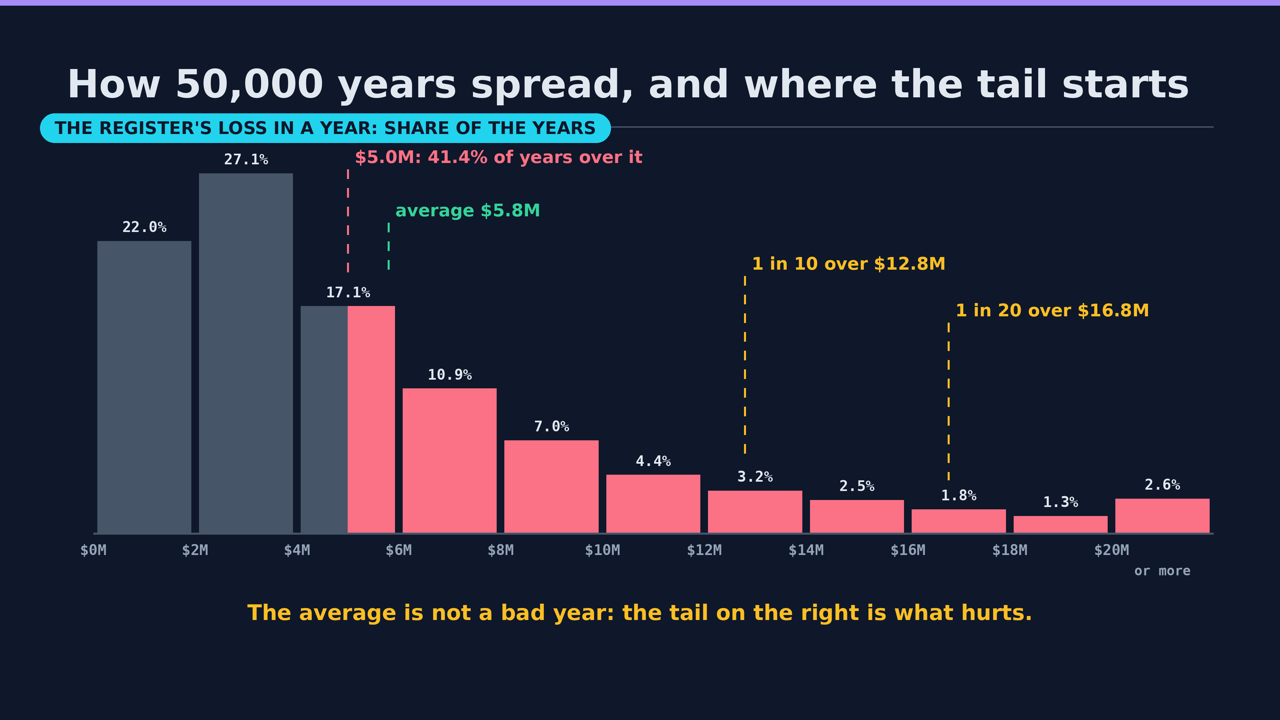 How 50,000 years spread, and where the tail starts
THE REGISTER'S LOSS IN A YEAR: SHARE OF THE YEARS
$5.0M: 41.4% of years over it
27.1%
average $5.8M
22.0%
1 in 10 over $12.8M
17.1%
1 in 20 over $16.8M
10.9%
7.0%
4.4%
3.2%
2.5%
1.8%
1.3%
2.6%
$0M $2M $4M $6M $8M $10M $12M $14M $16M $18M $20M
or more
The average is not a bad year: the tail on the right is what hurts.